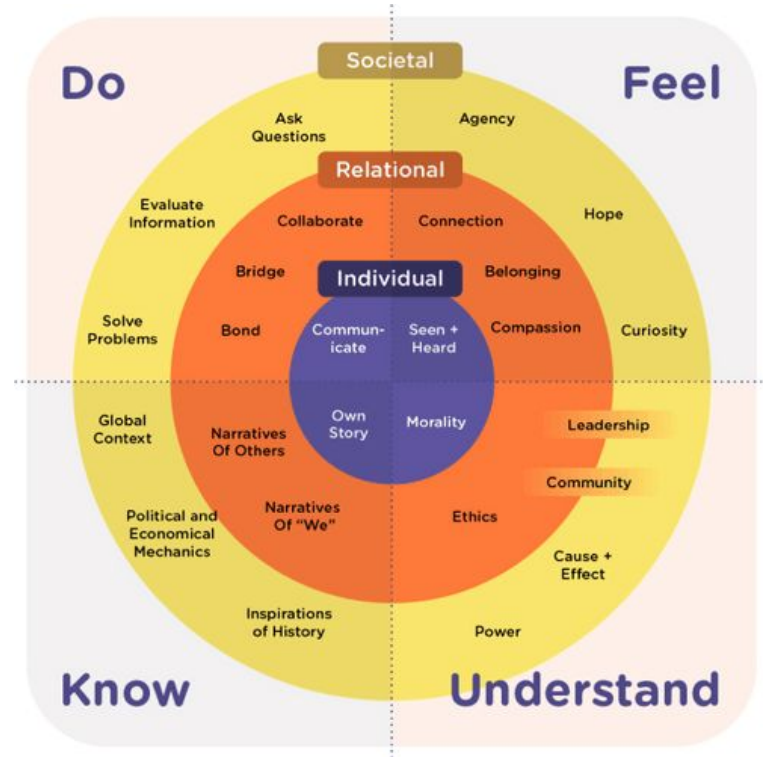 Do
Feel
Societal
Ask
Questions
Agency
Relational
Evaluate
Information
Collaborate
Connection
Hope
Bridge
Individual
Belonging
Solve
Problems
Bond
Commun-
icate
Seen +
Heard
Compassion
Curiosity
Global
Context
Narratives
Of Others
Own
Story
Morality
Leadership
Community
Political and
Economical
Mechanics
Narratives
Of “We”
Ethics
Cause +
Effect
Inspirations
of History
Power
Know
Understand